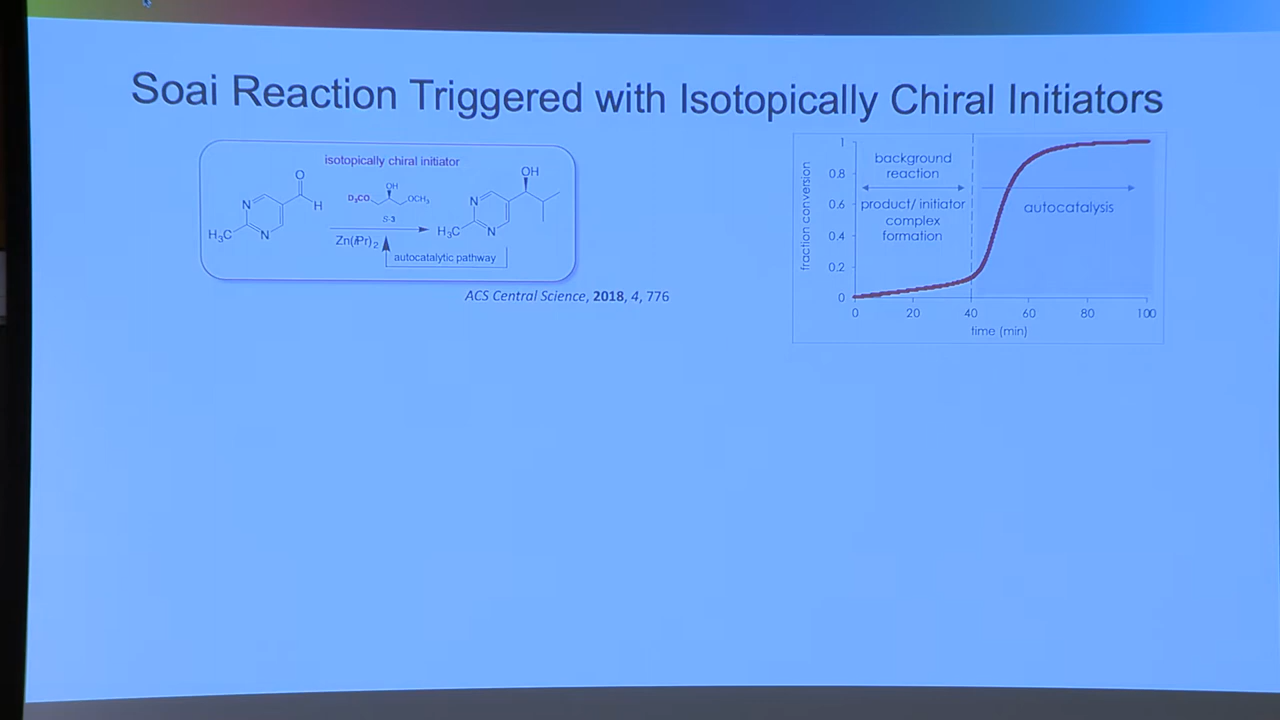 Soai Reaction Triggered with Isotopically Chiral Initiators
isotopically chiral initiator
O
N
H
H₃C
N
D₃CO
OH
OCH₃
S-3
Zn(iPr)₂
autocatalytic pathway
OH
N
H₃C
N
ACS Central Science, 2018, 4, 776
fraction conversion
1
0.8
0.6
0.4
0.2
0
background
reaction
product/ initiator
complex
formation
autocatalysis
0 20 40 60 80 100
time (min)